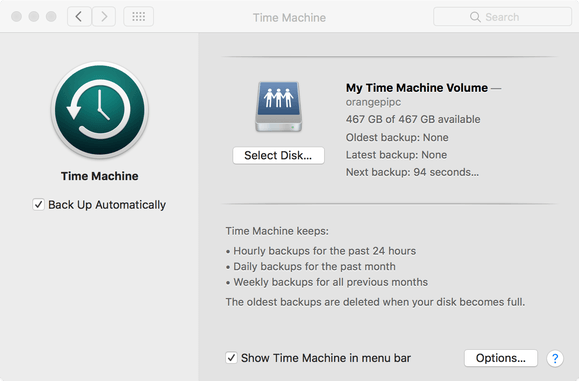 Time Machine
Search
Time Machine
Back Up Automatically
My Time Machine Volume —
orangepipc
467 GB of 467 GB available
Oldest backup: None
Latest backup: None
Next backup: 94 seconds...
Select Disk...
Time Machine keeps:
• Hourly backups for the past 24 hours
• Daily backups for the past month
• Weekly backups for all previous months
The oldest backups are deleted when your disk becomes full.
Show Time Machine in menu bar
Options...
?